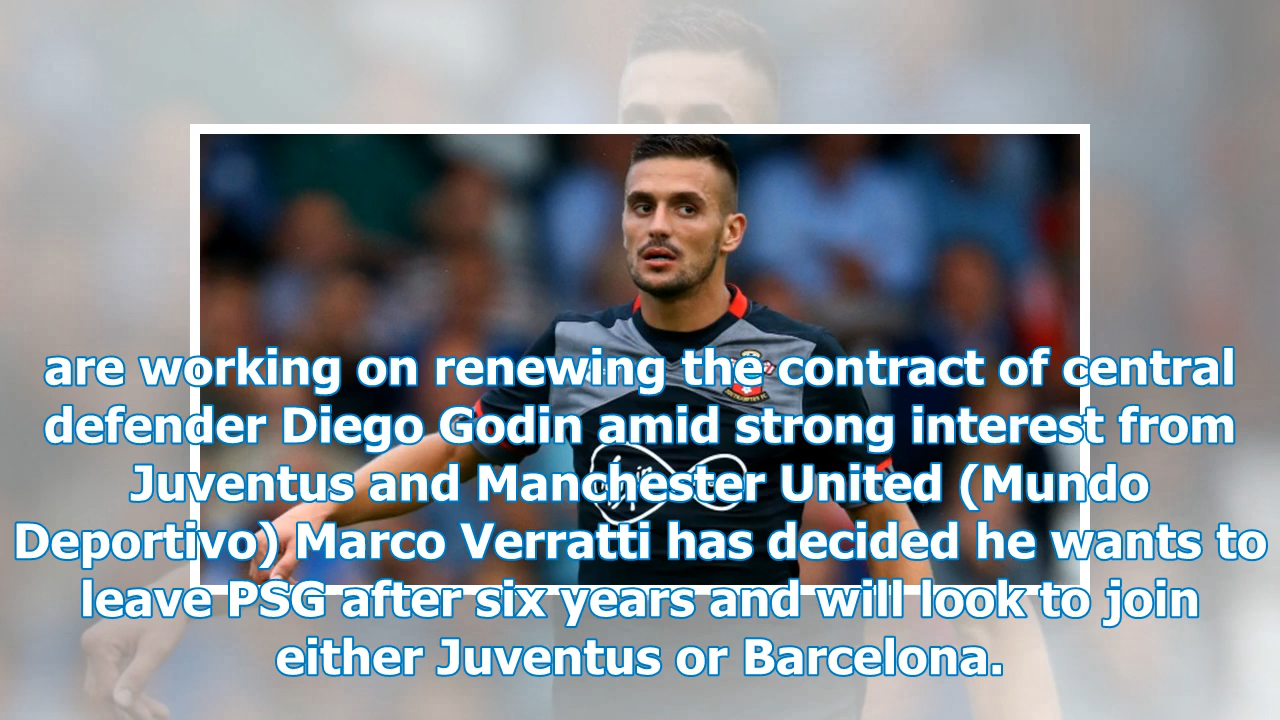 are working on renewing the contract of central
defender Diego Godin amid strong interest from
Juventus and Manchester United (Mundo
Deportivo) Marco Verratti has decided he wants to
leave PSG after six years and will look to join
either Juventus or Barcelona.